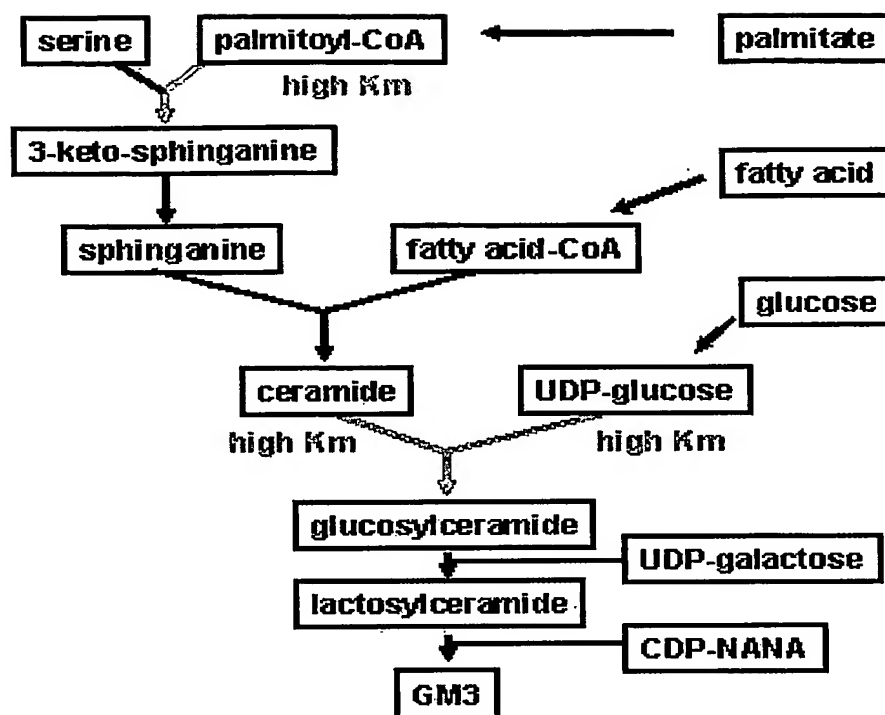 serine
palmitoyl-CoA
palmitate
high Km
3-keto-sphinganine
fatty acid
sphinganine
fatty acid-CoA
glucose
ceramide
UDP-glucose
high Km
high Km
glucosylceramide
UDP-galactose
lactosylceramide
CDP-NANA
GM3